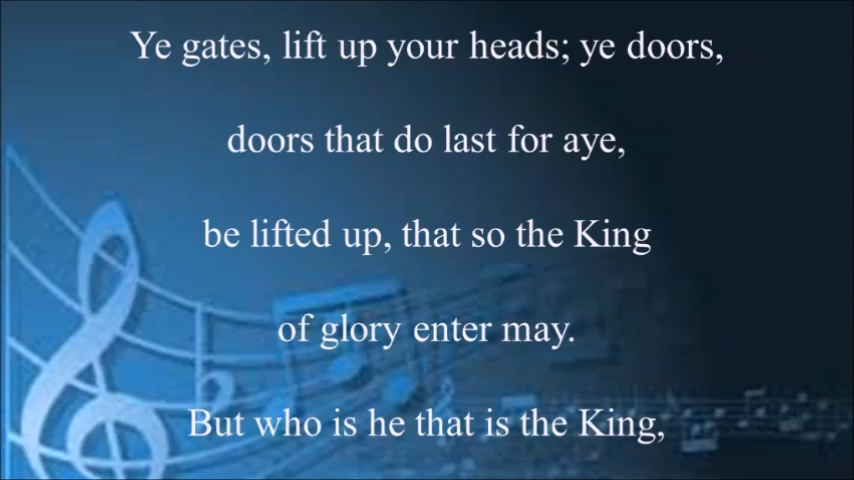 Ye gates, lift up your heads; ye doors,
doors that do last for aye,
be lifted up, that so the King
of glory enter may.
But who is he that is the King,